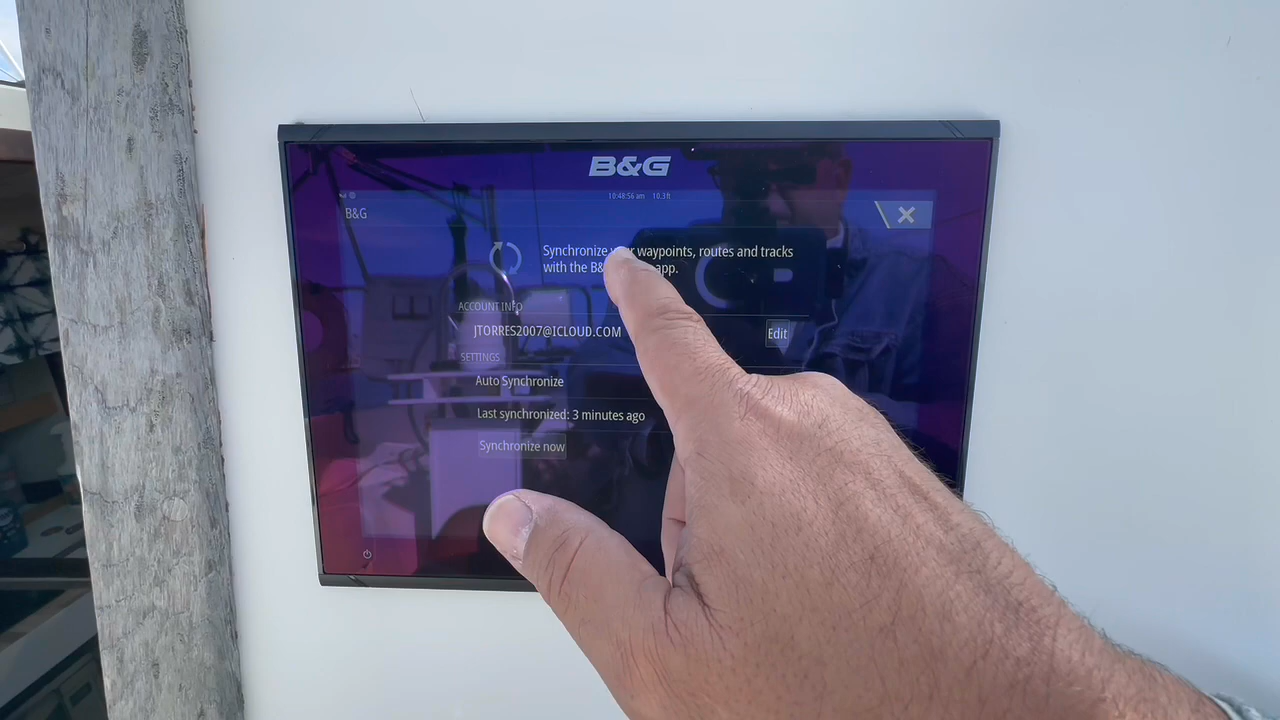 B&G
10:48:56 am 10.3 ft
B&G
Synchronize your waypoints, routes and tracks
with the B& app.
ACCOUNT INFO
JTORRES2007@ICLOUD.COM
Edit
SETTINGS
Auto Synchronize
Last synchronized: 3 minutes ago
Synchronize now